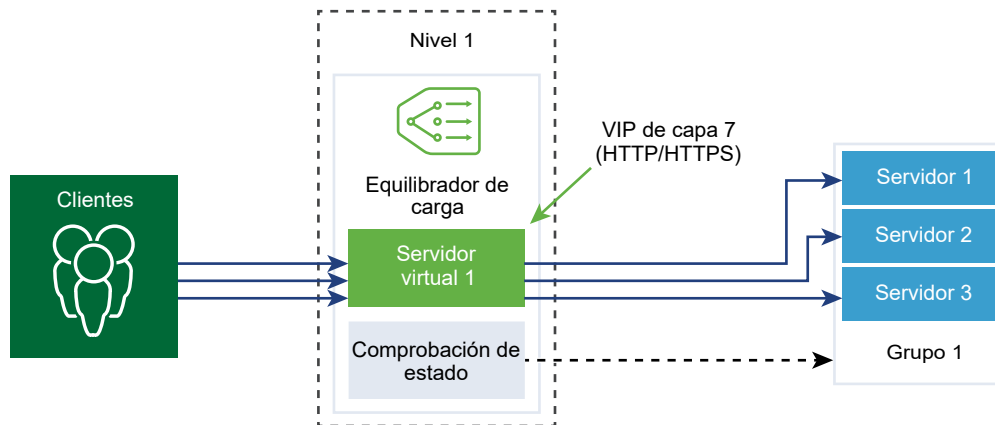 Nivel 1
VIP de capa 7
(HTTP/HTTPS)
Clientes
Equilibrador de
carga
Servidor
virtual 1
Comprobación de
estado
Servidor 1
Servidor 2
Servidor 3
Grupo 1